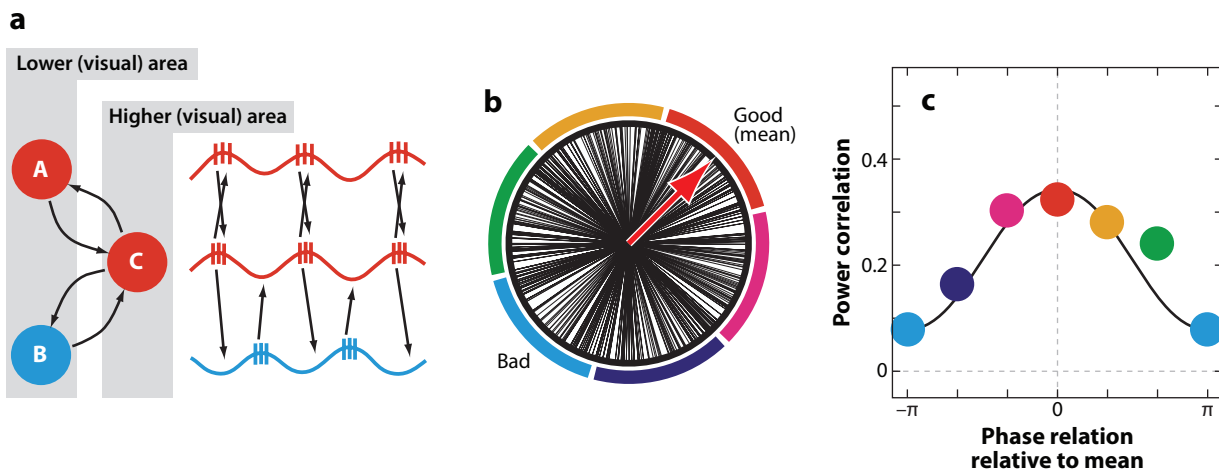 a
Lower (visual) area
Higher (visual) area
A
C
B
b
Good
(mean)
Bad
c
Power correlation
0.4
0.2
0
−π
0
π
Phase relation
relative to mean